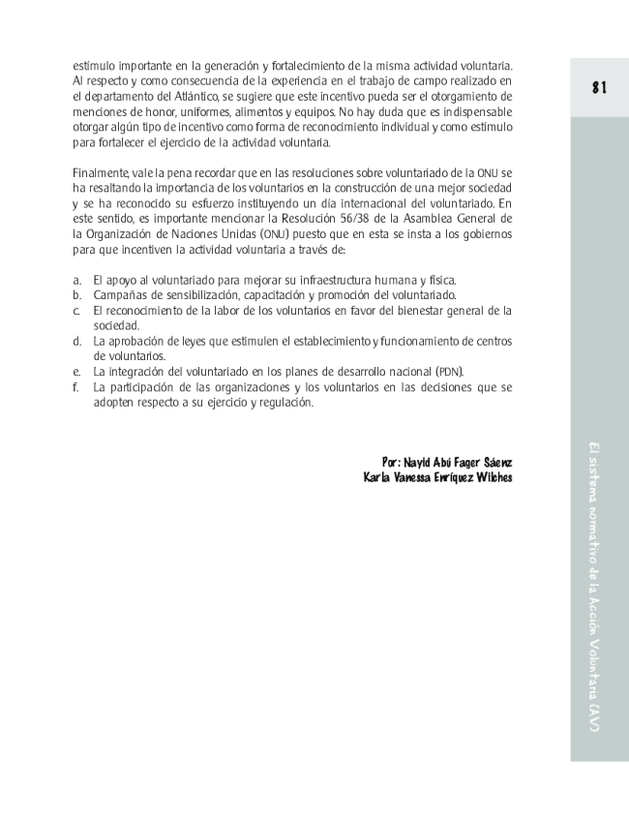 estímulo importante en la generación y fortalecimiento de la misma actividad voluntaria.
Al respecto y como consecuencia de la experiencia en el trabajo de campo realizado en
el departamento del Atlántico, se sugiere que este incentivo pueda ser el otorgamiento de
menciones de honor, uniformes, alimentos y equipos. No hay duda que es indispensable
otorgar algún tipo de incentivo como forma de reconocimiento individual y como estímulo
para fortalecer el ejercicio de la actividad voluntaria.
Finalmente, vale la pena recordar que en las resoluciones sobre voluntariado de la ONU se
ha resaltando la importancia de los voluntarios en la construcción de una mejor sociedad
y se ha reconocido su esfuerzo instituyendo un día internacional del voluntariado. En
este sentido, es importante mencionar la Resolución 56/38 de la Asamblea General de
la Organización de Naciones Unidas (ONU) puesto que en esta se insta a los gobiernos
para que incentiven la actividad voluntaria a través de:
a. El apoyo al voluntariado para mejorar su infraestructura humana y física.
b. Campañas de sensibilización, capacitación y promoción del voluntariado.
c. El reconocimiento de la labor de los voluntarios en favor del bienestar general de la
sociedad.
d. La aprobación de leyes que estimulen el establecimiento y funcionamiento de centros
de voluntarios.
e. La integración del voluntariado en los planes de desarrollo nacional (PDN).
f. La participación de las organizaciones y los voluntarios en las decisiones que se
adopten respecto a su ejercicio y regulación.
Por: Nayid Abú Fager Sáenz
Karla Vanessa Enríquez Wilches
81
El sistema normativo de la Acción Voluntaria (AV)